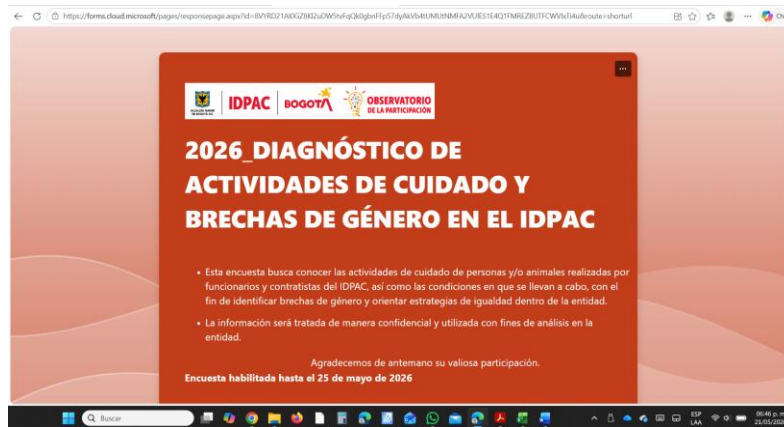 IDPAC
BOGOTÁ
OBSERVATORIO
DE LA PARTICIPACIÓN
2026_DIAGNÓSTICO DE
ACTIVIDADES DE CUIDADO Y
BRECHAS DE GÉNERO EN EL IDPAC
• Esta encuesta busca conocer las actividades de cuidado de personas y/o animales realizadas por
funcionarios y contratistas del IDPAC, así como las condiciones en que se llevan a cabo, con el
fin de identificar brechas de género y orientar estrategias de igualdad dentro de la entidad.
• La información será tratada de manera confidencial y utilizada con fines de análisis en la
entidad.
Agradecemos de antemano su valiosa participación.
Encuesta habilitada hasta el 25 de mayo de 2026
Buscar
ESP
LAA
06:46 p. m.